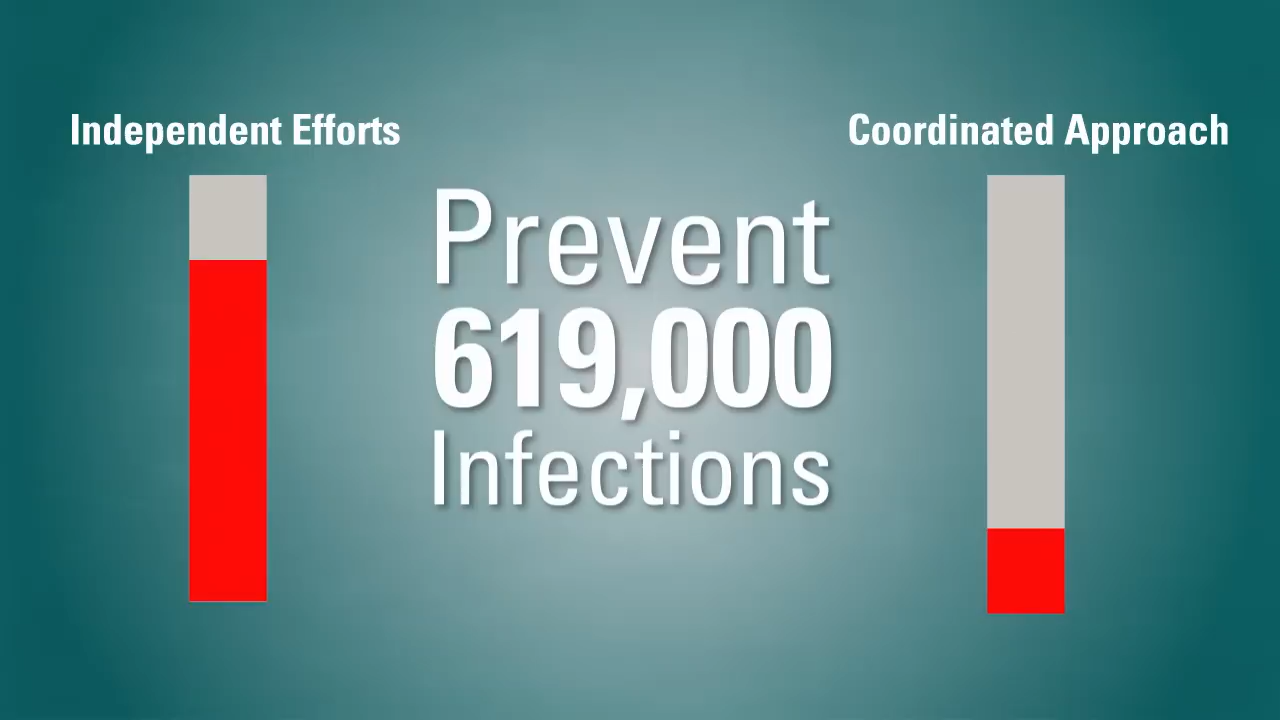 Independent Efforts
Coordinated Approach
Prevent
619,000
Infections